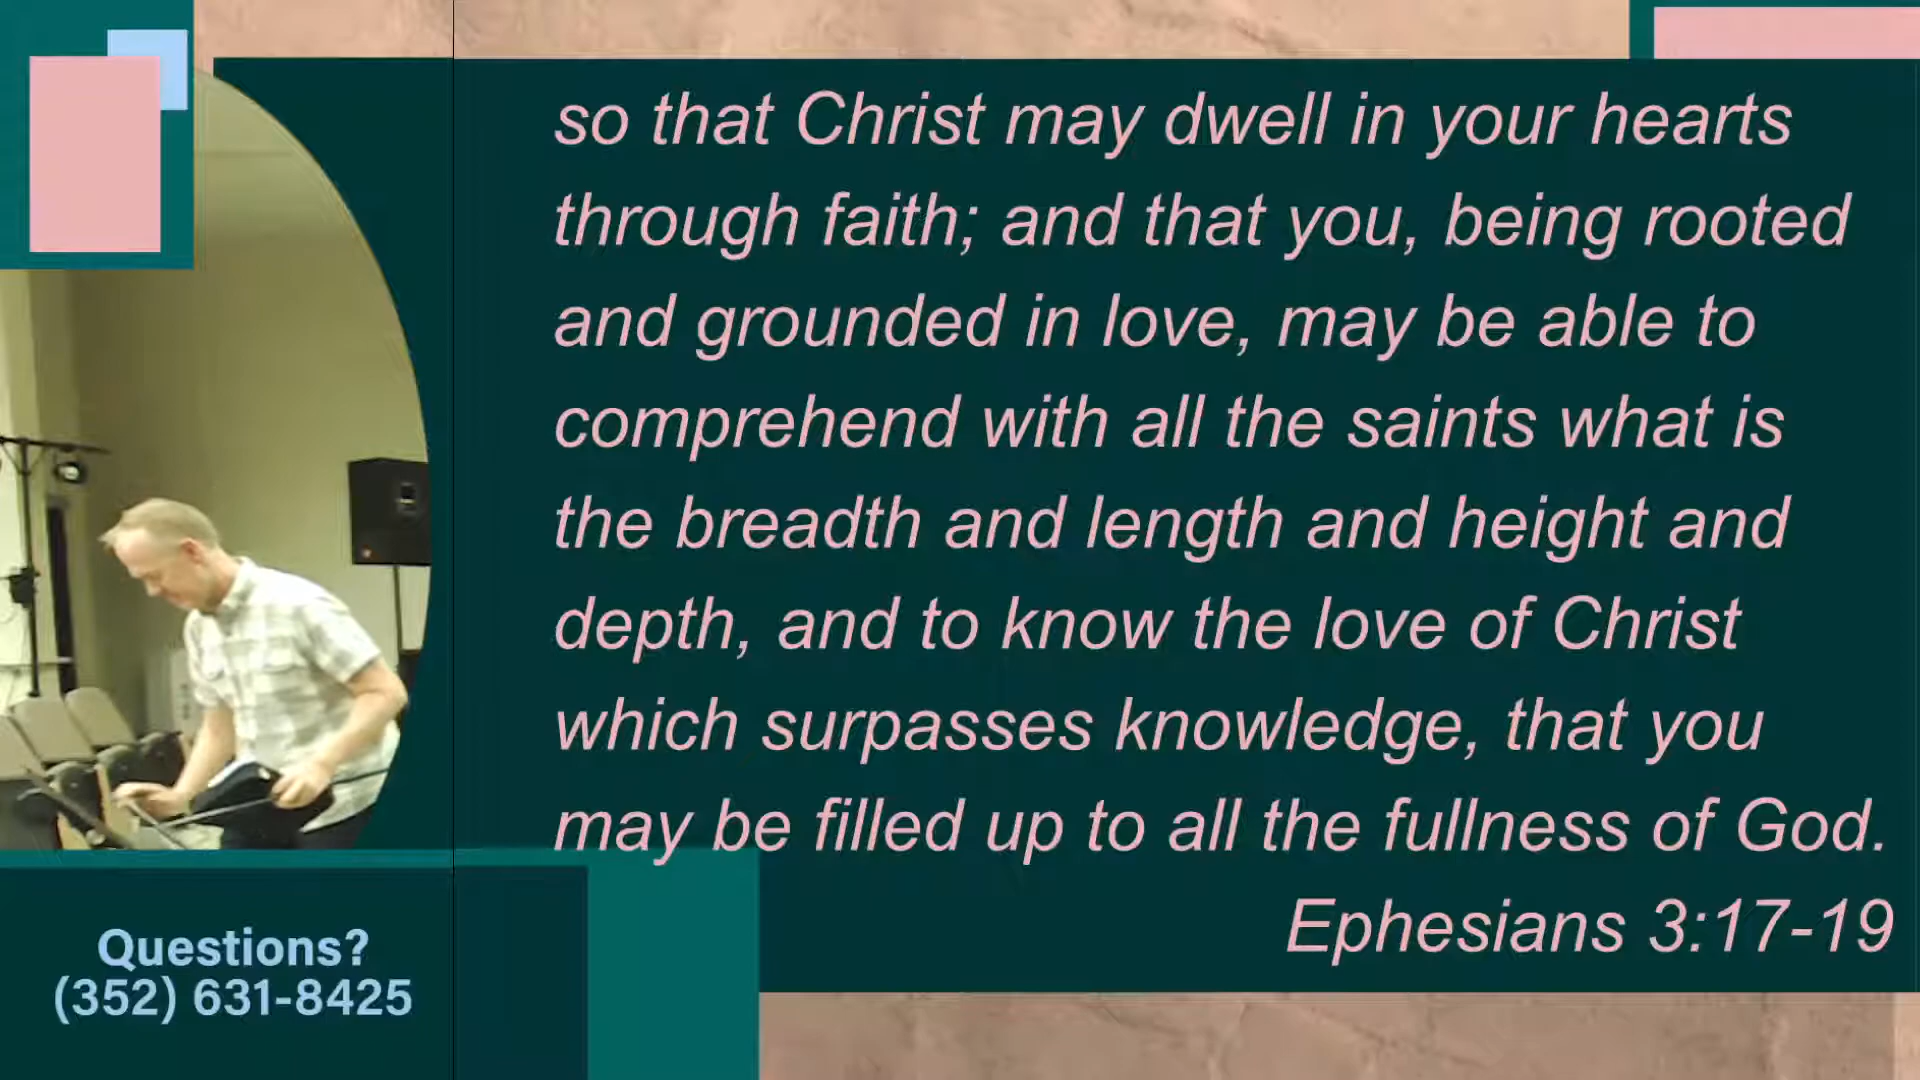 so that Christ may dwell in your hearts
through faith; and that you, being rooted
and grounded in love, may be able to
comprehend with all the saints what is
the breadth and length and height and
depth, and to know the love of Christ
which surpasses knowledge, that you
may be filled up to all the fullness of God.
Ephesians 3:17-19
Questions?
(352) 631-8425